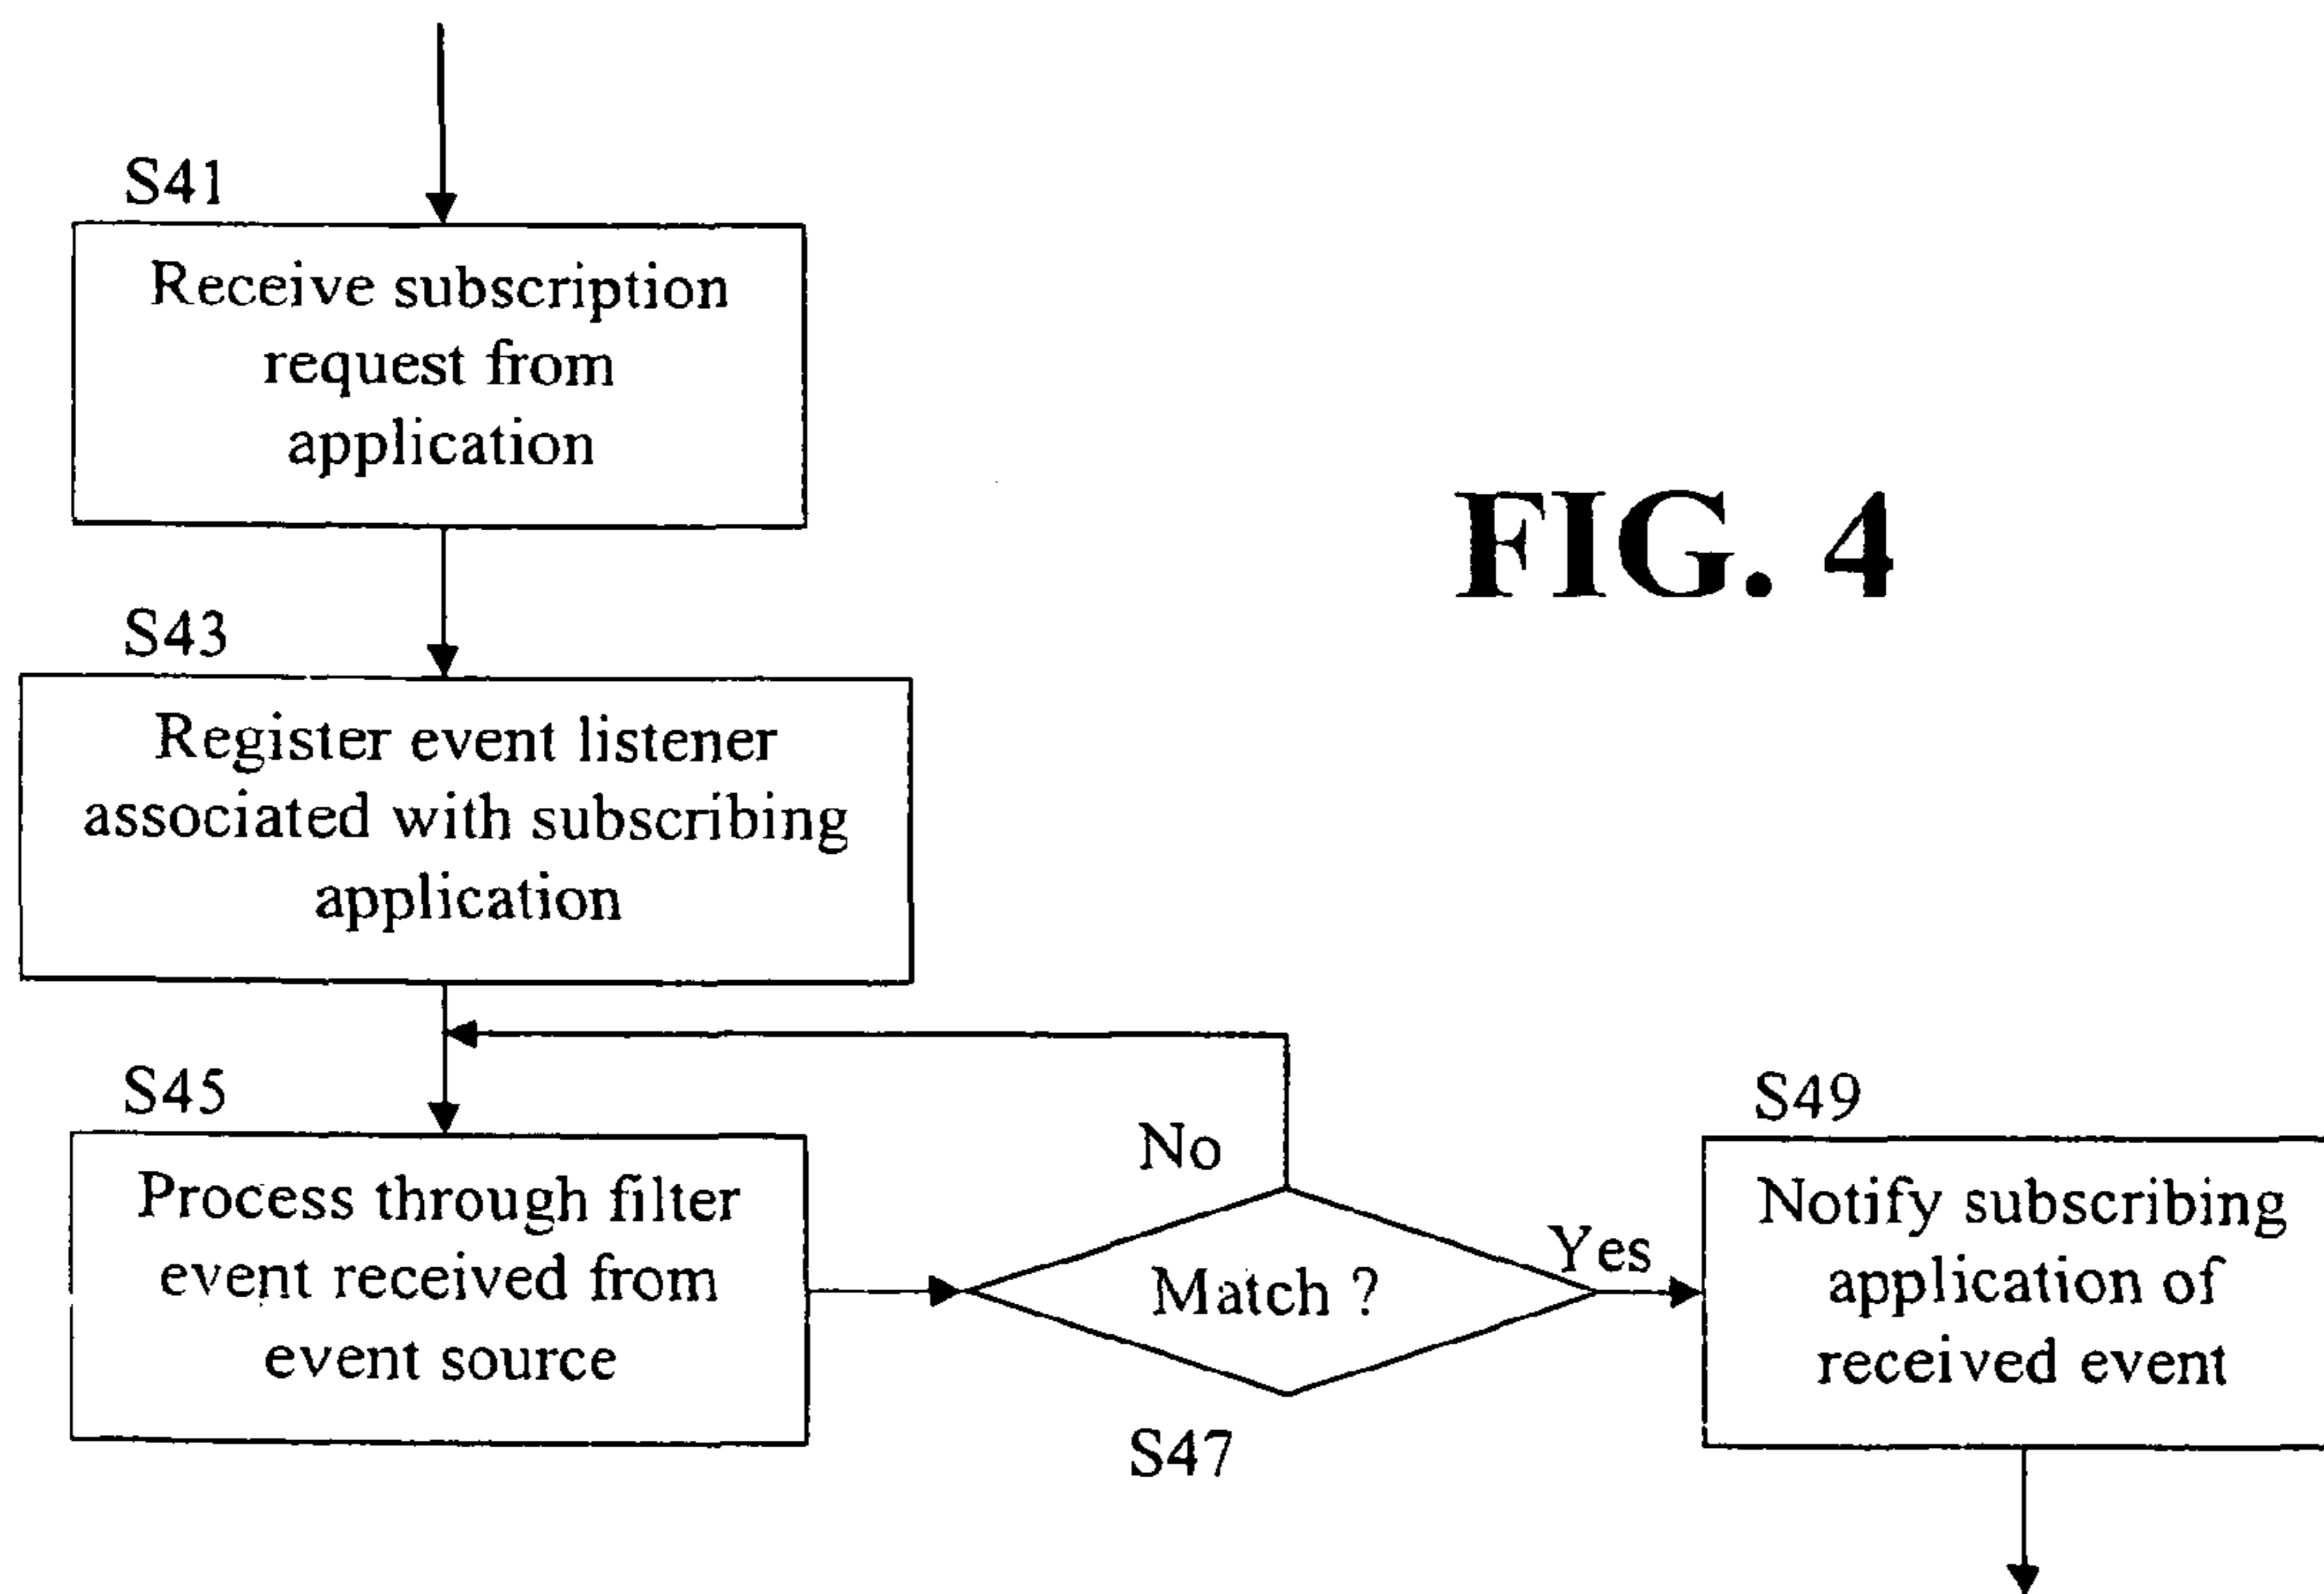 S41
Receive subscription
request from
application
FIG. 4
S43
Register event listener
associated with subscribing
application
S45
Process through filter
event received from
event source
No
Match ?
Yes
S47
S49
Notify subscribing
application of
received event